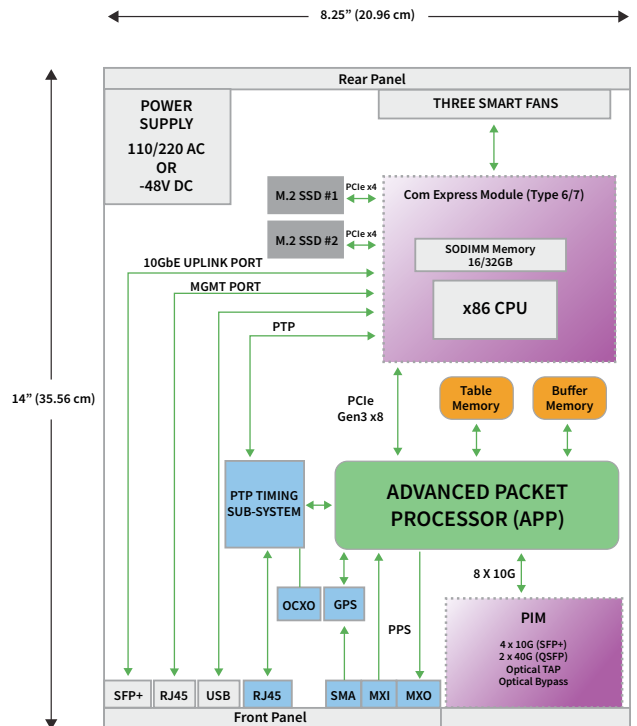 8.25” (20.96 cm)
Rear Panel
POWER
SUPPLY
110/220 AC
OR
-48V DC
THREE SMART FANS
M.2 SSD #1
PCIe x4
Com Express Module (Type 6/7)
M.2 SSD #2
PCIe x4
SODIMM Memory
16/32GB
10GbE UPLINK PORT
MGMT PORT
x86 CPU
PTP
14” (35.56 cm)
PCIe
Gen3 x8
Table
Memory
Buffer
Memory
PTP TIMING
SUB-SYSTEM
ADVANCED PACKET
PROCESSOR (APP)
8 X 10G
OCXO
GPS
PPS
PIM
4 x 10G (SFP+)
2 x 40G (QSFP)
Optical TAP
Optical Bypass
SFP+
RJ45
USB
RJ45
SMA
MXI
MXO
Front Panel